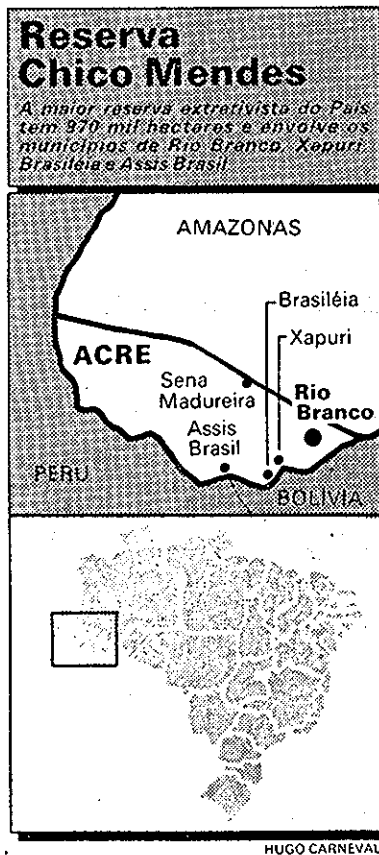 Reserva
Chico Mendes
A maior reserva extrativista do País
tem 970 mil hectares e envolve os
municípios de Rio Branco, Xapuri,
Brasiléia e Assis Brasil
AMAZONAS
Brasiléia
Xapuri
ACRE
Sena
Madureira
Rio
Branco
Assis
Brasil
PERU
BOLÍVIA
HUGO CARNEVAL